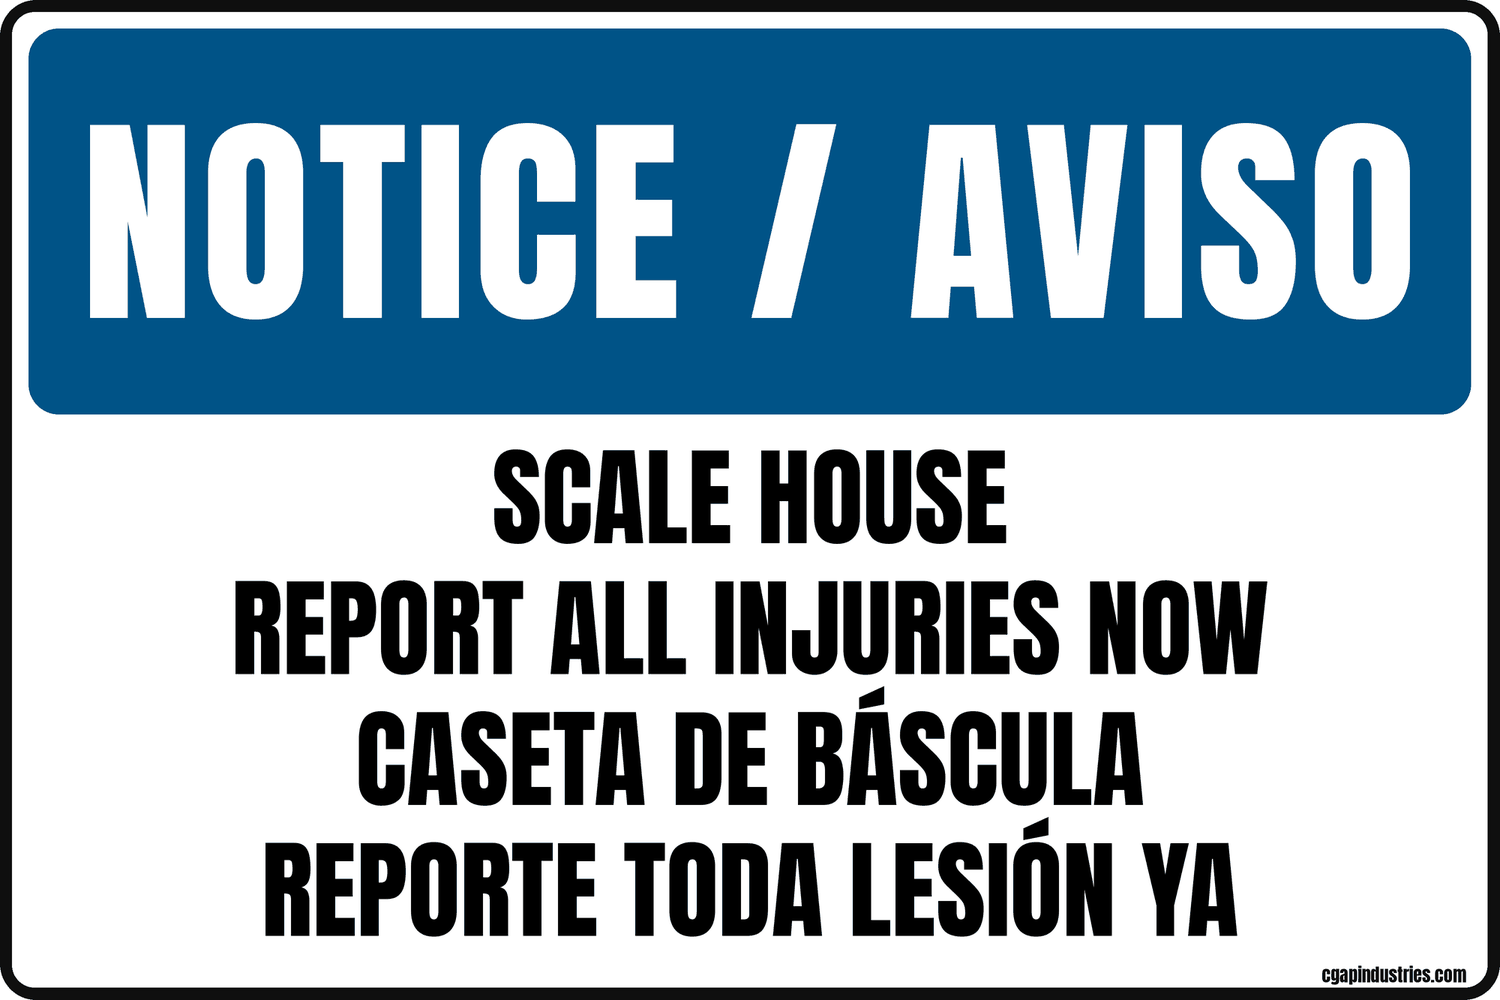 NOTICE / AVISO
SCALE HOUSE
REPORT ALL INJURIES NOW
CASETA DE BÁSCULA
REPORTE TODA LESIÓN YA
cgapindustries.com